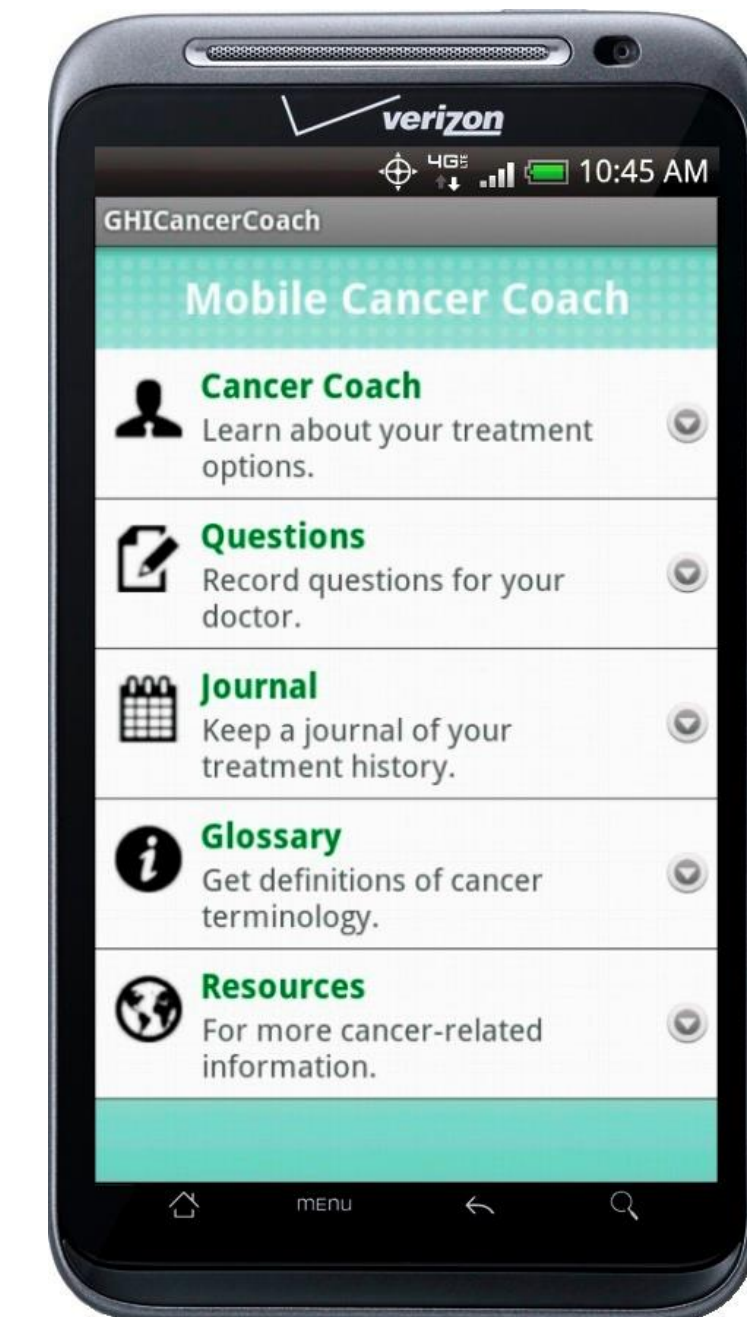 verizon
4G LTE 10:45 AM
GHICancerCoach
Mobile Cancer Coach
Cancer Coach
Learn about your treatment
options.
Questions
Record questions for your
doctor.
Journal
Keep a journal of your
treatment history.
Glossary
Get definitions of cancer
terminology.
Resources
For more cancer-related
information.
MENU